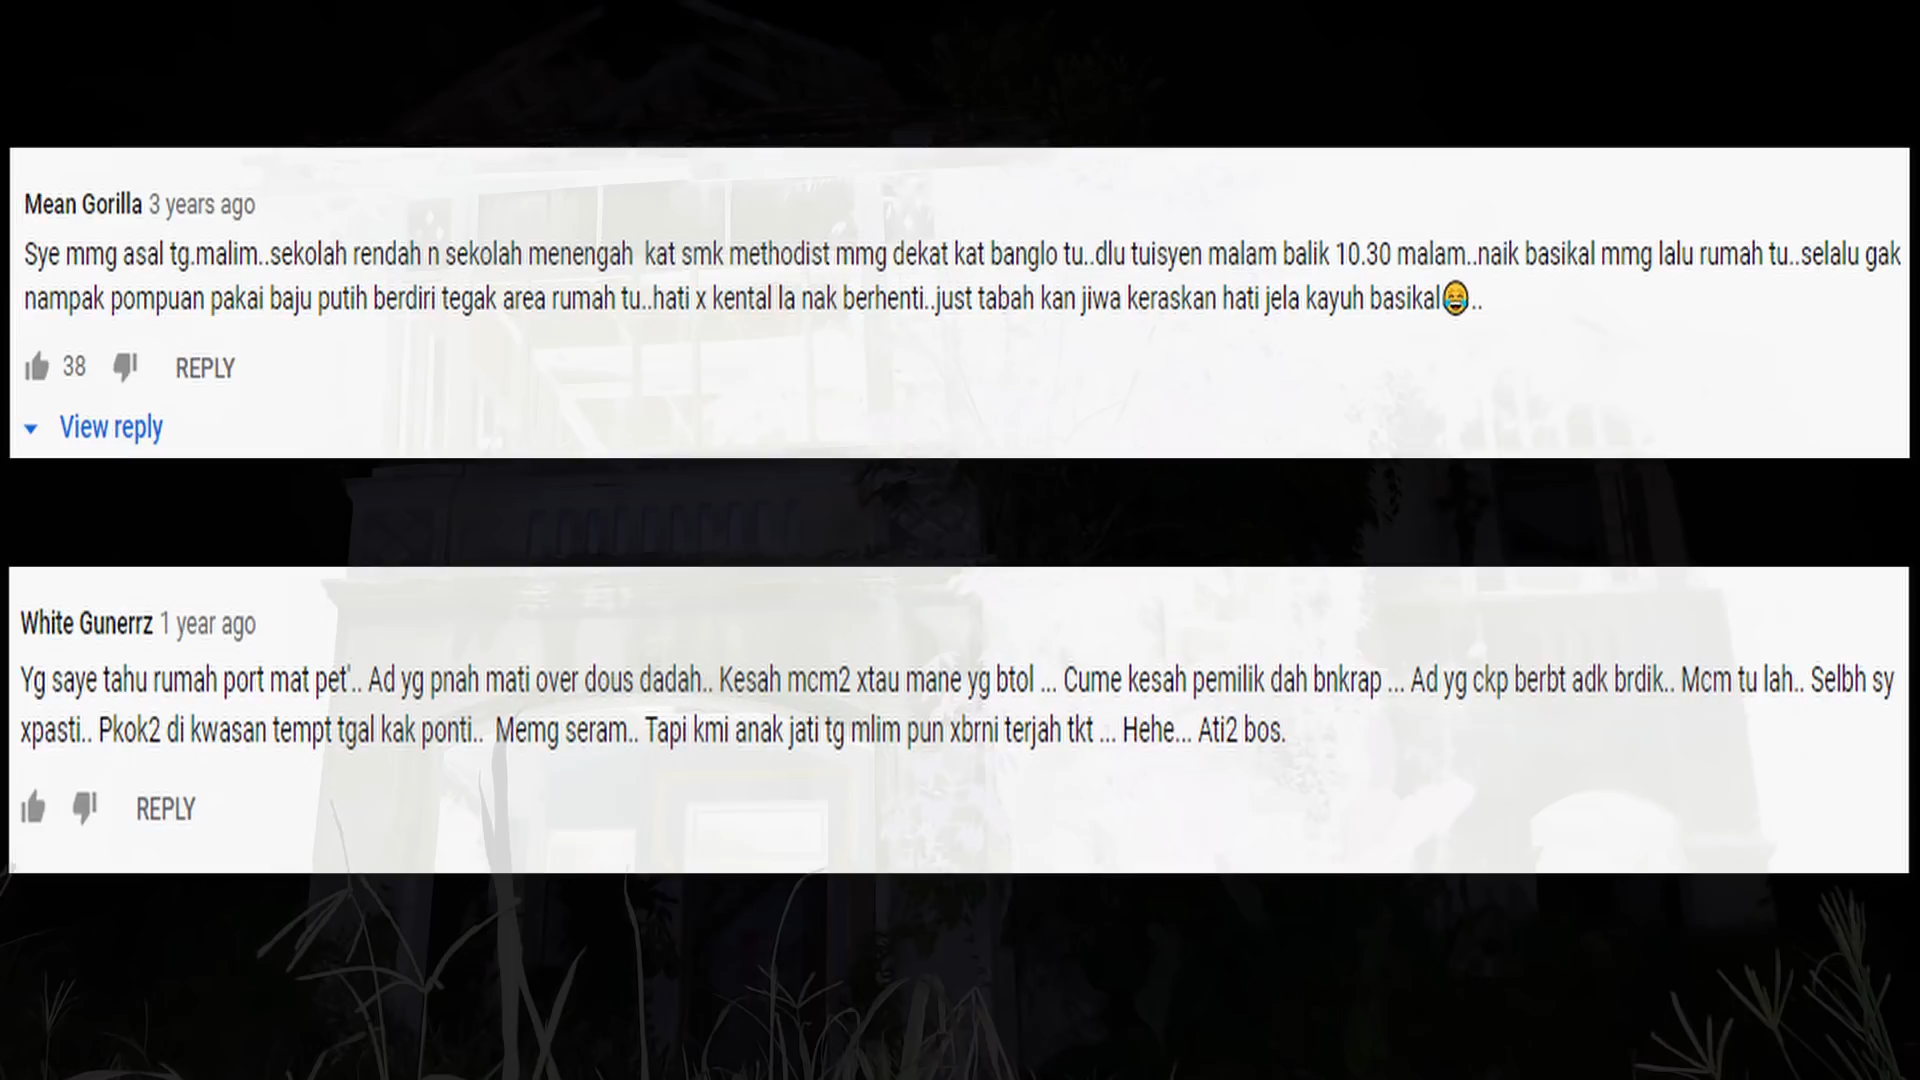 Mean Gorilla 3 years ago
Sye mmg asal tg.malim..sekolah rendah n sekolah menengah kat smk methodist mmg dekat kat banglo tu..dlu tuisyen malam balik 10.30 malam..naik basikal mmg lalu rumah tu..selalu gak
nampak pompuan pakai baju putih berdiri tegak area rumah tu..hati x kental la nak berhenti..just tabah kan jiwa keraskan hati jela kayuh basikal😂..
38 REPLY
View reply
White Gunerrz 1 year ago
Yg saye tahu rumah port mat pet'.. Ad yg pnah mati over dous dadah.. Kesah mcm2 xtau mane yg btol ... Cume kesah pemilik dah bnkrap ... Ad yg ckp berbt adk brdik.. Mcm tu lah.. Selbh sy
xpasti.. Pkok2 di kwasan tempt tgal kak ponti.. Memg seram.. Tapi kmi anak jati tg mlim pun xbrni terjah tkt ... Hehe... Ati2 bos.
REPLY